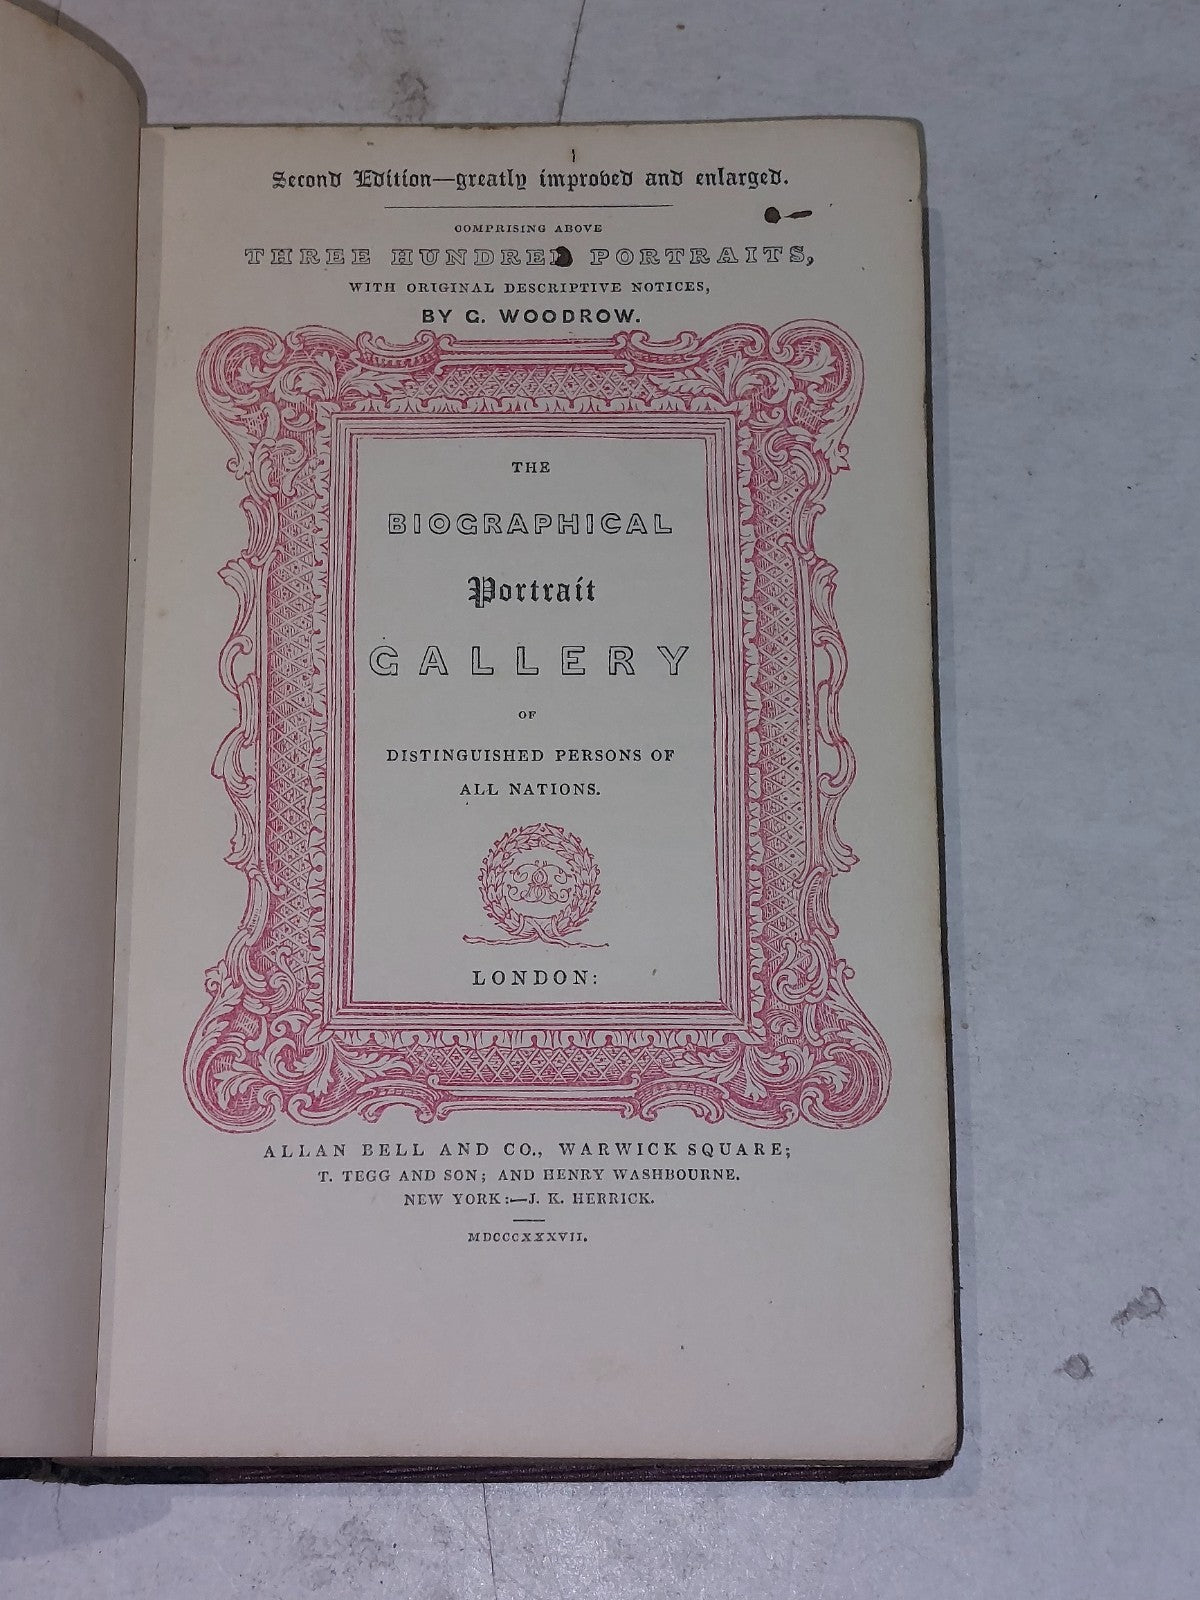 Second Edition—greatly improved and enlarged.
COMPRISING ABOVE
THREE HUNDRED PORTRAITS,
WITH ORIGINAL DESCRIPTIVE NOTICES,
BY G. WOODROW.
THE
BIOGRAPHICAL
Portrait
GALLERY
OF
DISTINGUISHED PERSONS OF
ALL NATIONS.
LONDON:
ALLAN BELL AND CO., WARWICK SQUARE;
T. TEGG AND SON; AND HENRY WASHBOURNE.
NEW YORK:—J. K. HERRICK.
MDCCCXXXVII.